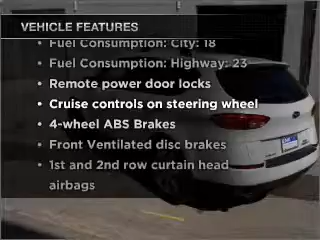 VEHICLE FEATURES
• Fuel Consumption: City: 18
• Fuel Consumption: Highway: 23
• Remote power door locks
• Cruise controls on steering wheel
• 4-wheel ABS Brakes
• Front Ventilated disc brakes
• 1st and 2nd row curtain head
airbags